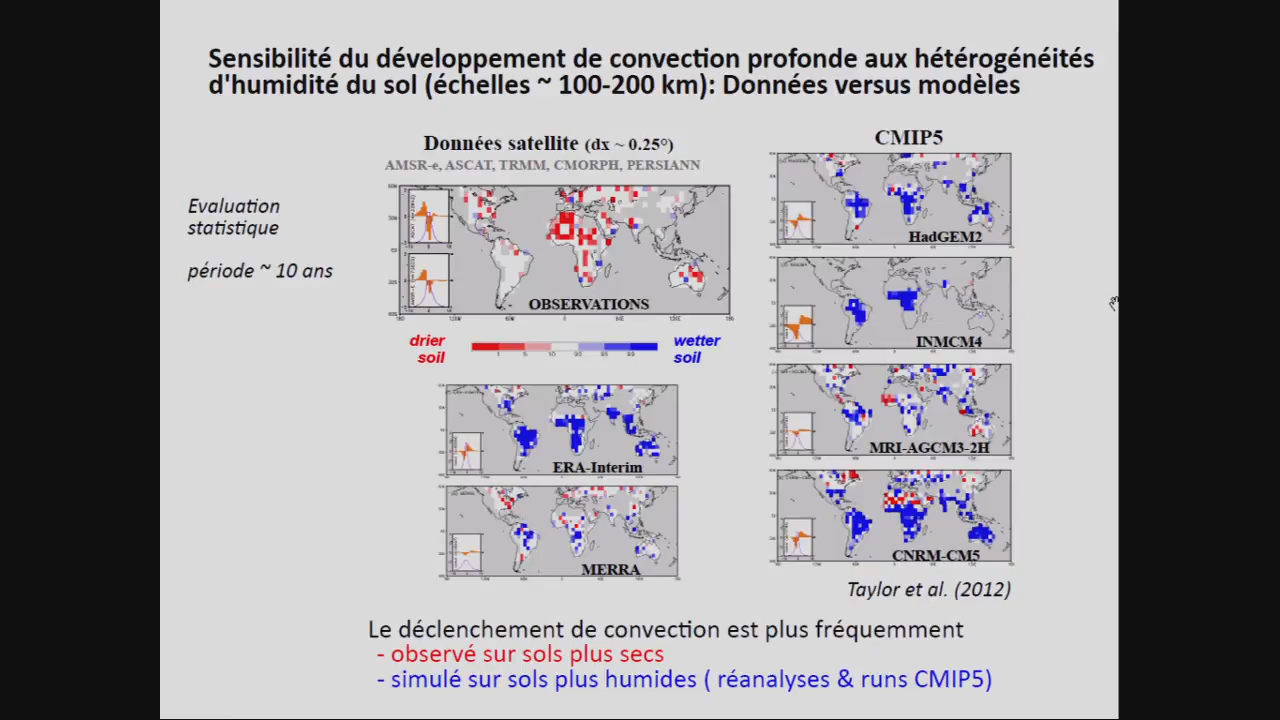 Sensibilité du développement de convection profonde aux hétérogénéités
d'humidité du sol (échelles ~ 100-200 km): Données versus modèles
Données satellite (dx ~ 0.25°)
AMSR-e, ASCAT, TRMM, CMORPH, PERSIANN
Evaluation
statistique
période ~ 10 ans
OBSERVATIONS
drier
soil
wetter
soil
ERA-Interim
MERRA
CMIP5
HadGEM2
INMCM4
MRI-AGCM3-2H
CNRM-CM5
Taylor et al. (2012)
Le déclenchement de convection est plus fréquemment
- observé sur sols plus secs
- simulé sur sols plus humides ( réanalyses & runs CMIP5)